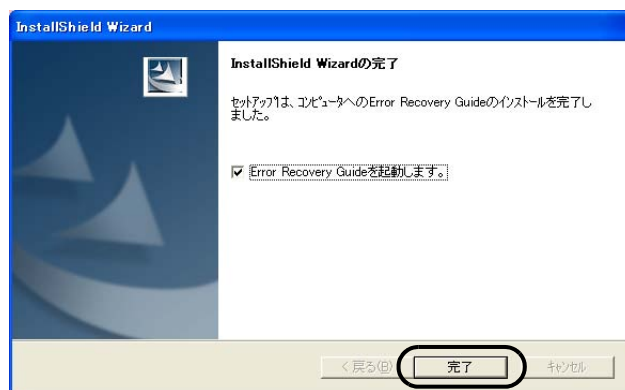 InstallShield Wizard
InstallShield Wizardの完了
セットアップは、コンピュータへのError Recovery Guideのインストールを完了し
ました。
Error Recovery Guideを起動します。
< 戻る(B)
完了
キャンセル